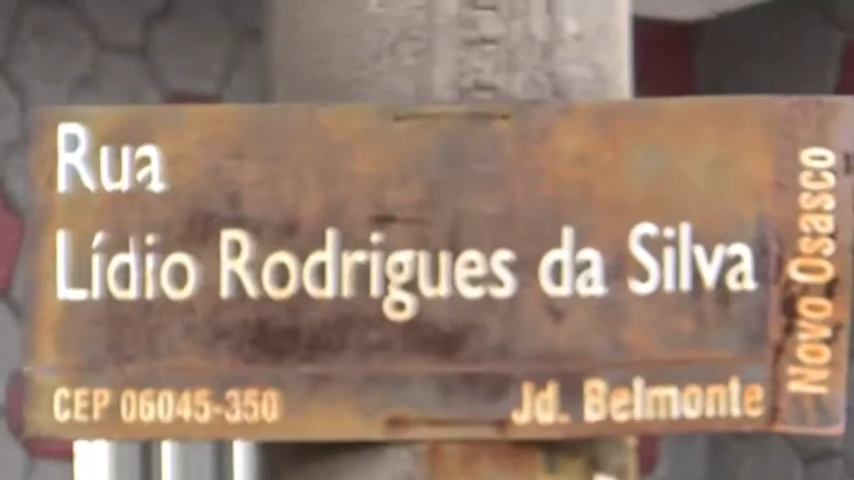 Rua
Lídio Rodrigues da Silva
CEP 06045-350
Jd. Belmonte
Novo Osasco